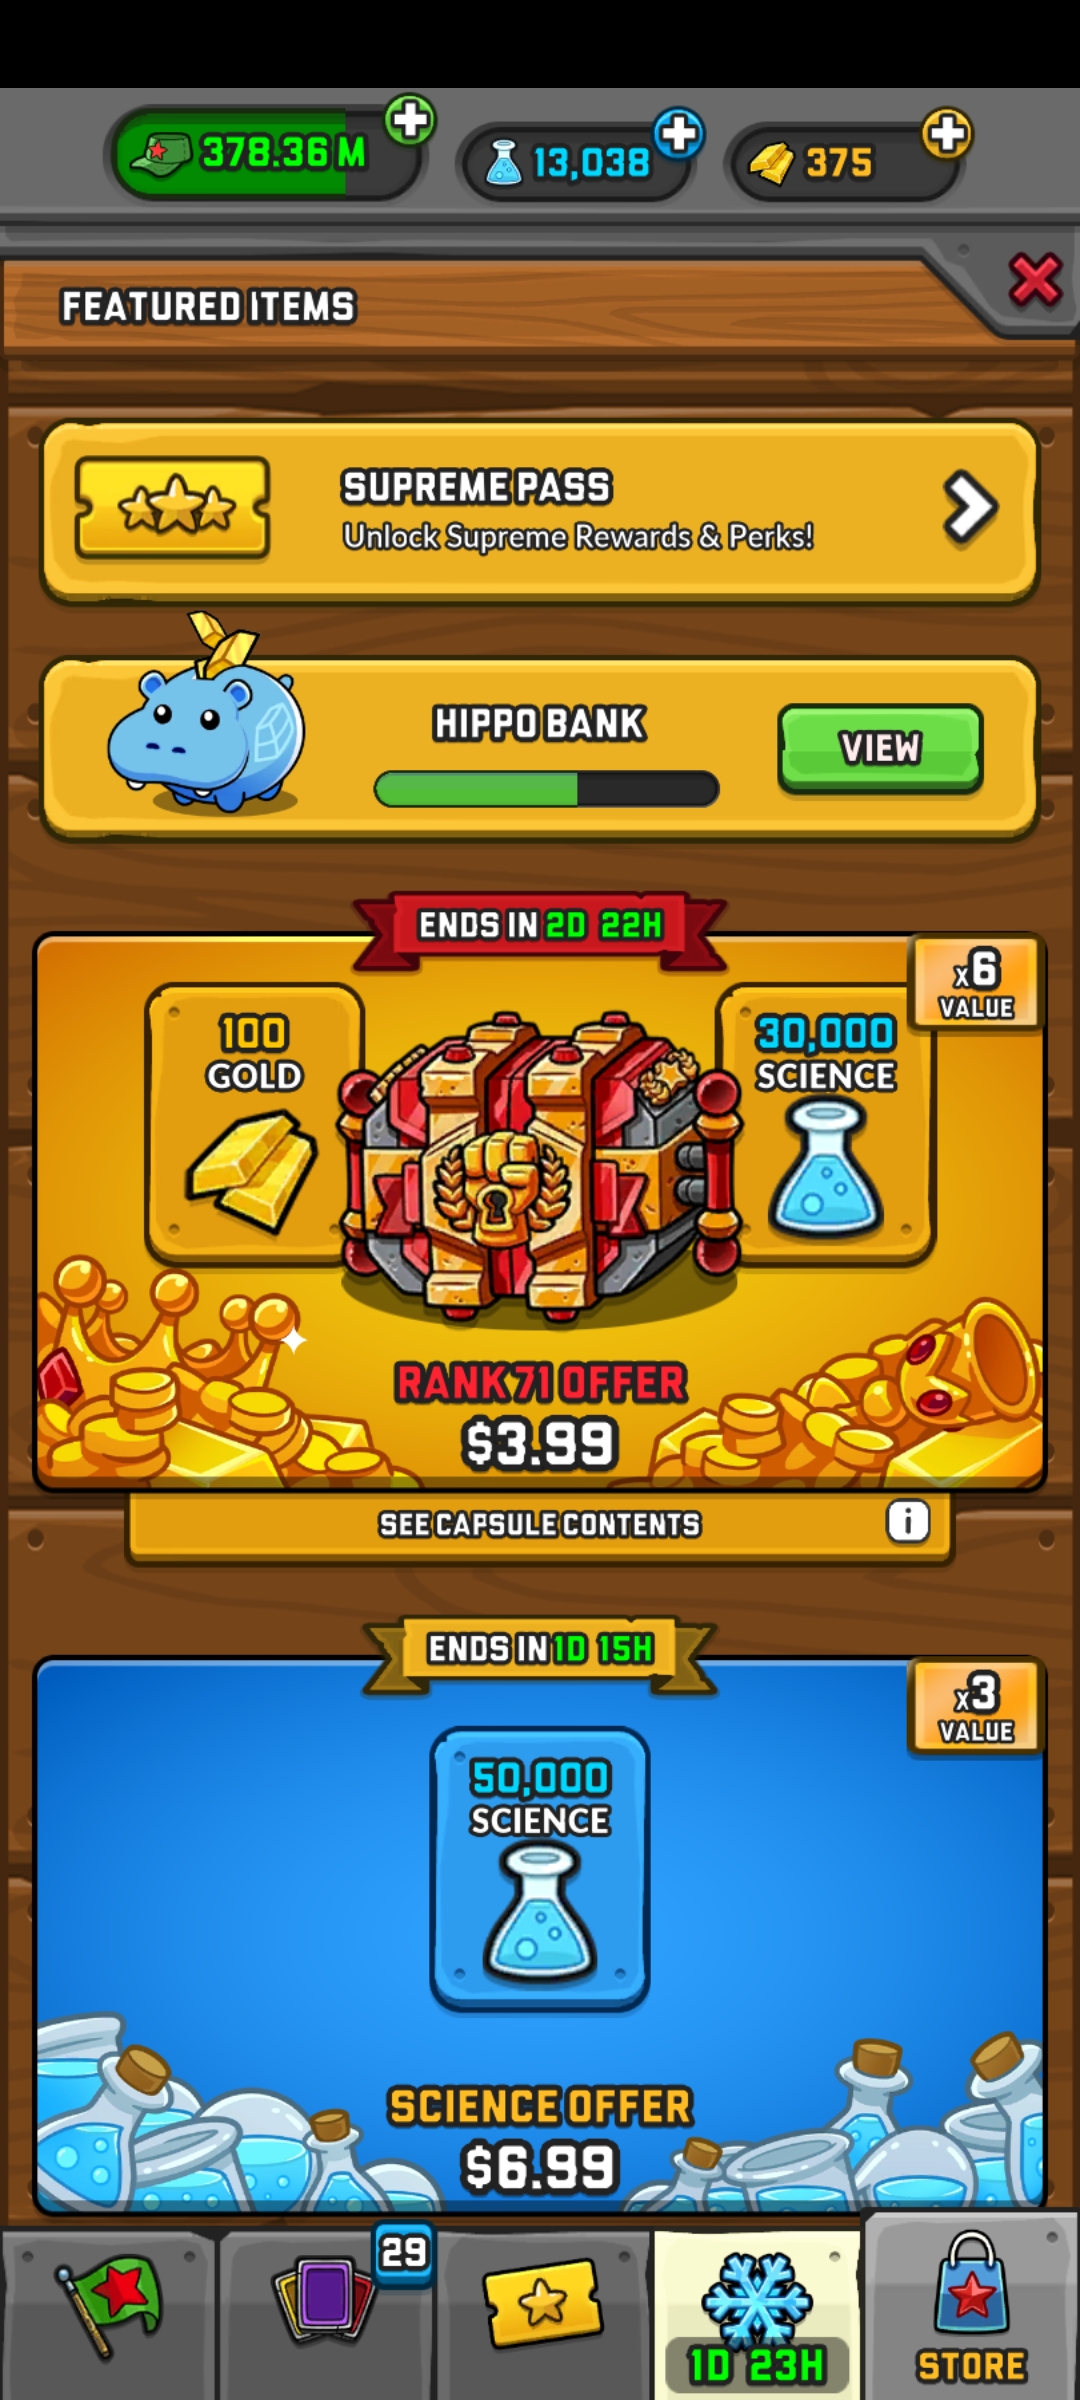 378.36 M
13,038
375
FEATURED ITEMS
SUPREME PASS
Unlock Supreme Rewards & Perks!
HIPPO BANK
VIEW
ENDS IN 2D 22H
x6
VALUE
100
GOLD
30,000
SCIENCE
RANK 71 OFFER
$3.99
SEE CAPSULE CONTENTS
i
ENDS IN 1D 15H
x3
VALUE
50,000
SCIENCE
SCIENCE OFFER
$6.99
29
1D 23H
STORE